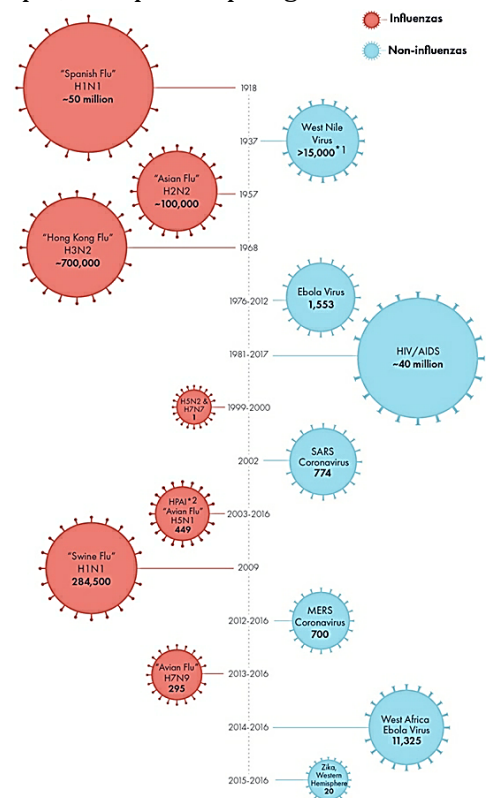 Influenzas
Non-influenzas
"Spanish Flu"
H1N1
~50 million
1918
West Nile
Virus
>15,000*1
1937
"Asian Flu"
H2N2
~100,000
1957
"Hong Kong Flu"
H3N2
~700,000
1968
Ebola Virus
1,553
1976-2012
HIV/AIDS
~40 million
1981-2017
H5N2 &
H7N7
1
1999-2000
SARS
Coronavirus
774
2002
HPAI*2
"Avian Flu"
H5N1
449
2003-2016
"Swine Flu"
H1N1
284,500
2009
MERS
Coronavirus
700
2012-2016
"Avian Flu"
H7N9
295
2013-2016
West Africa
Ebola Virus
11,325
2014-2016
Zika,
Western
Hemisphere
20
2015-2016